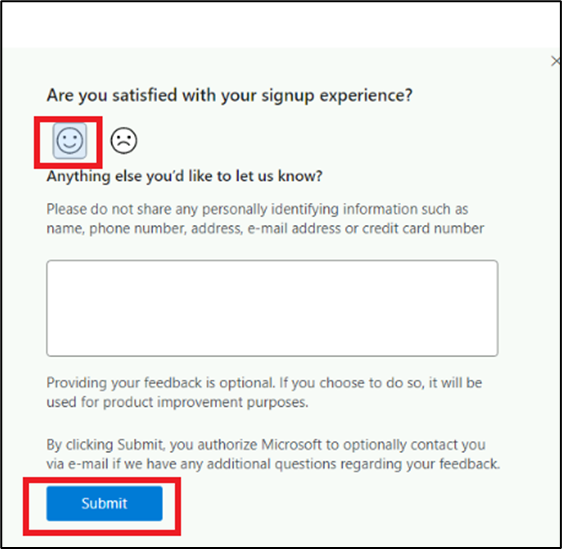 Are you satisfied with your signup experience?
Anything else you'd like to let us know?
Please do not share any personally identifying information such as
name, phone number, address, e-mail address or credit card number
Providing your feedback is optional. If you choose to do so, it will be
used for product improvement purposes.
By clicking Submit, you authorize Microsoft to optionally contact you
via e-mail if we have any additional questions regarding your feedback.
Submit